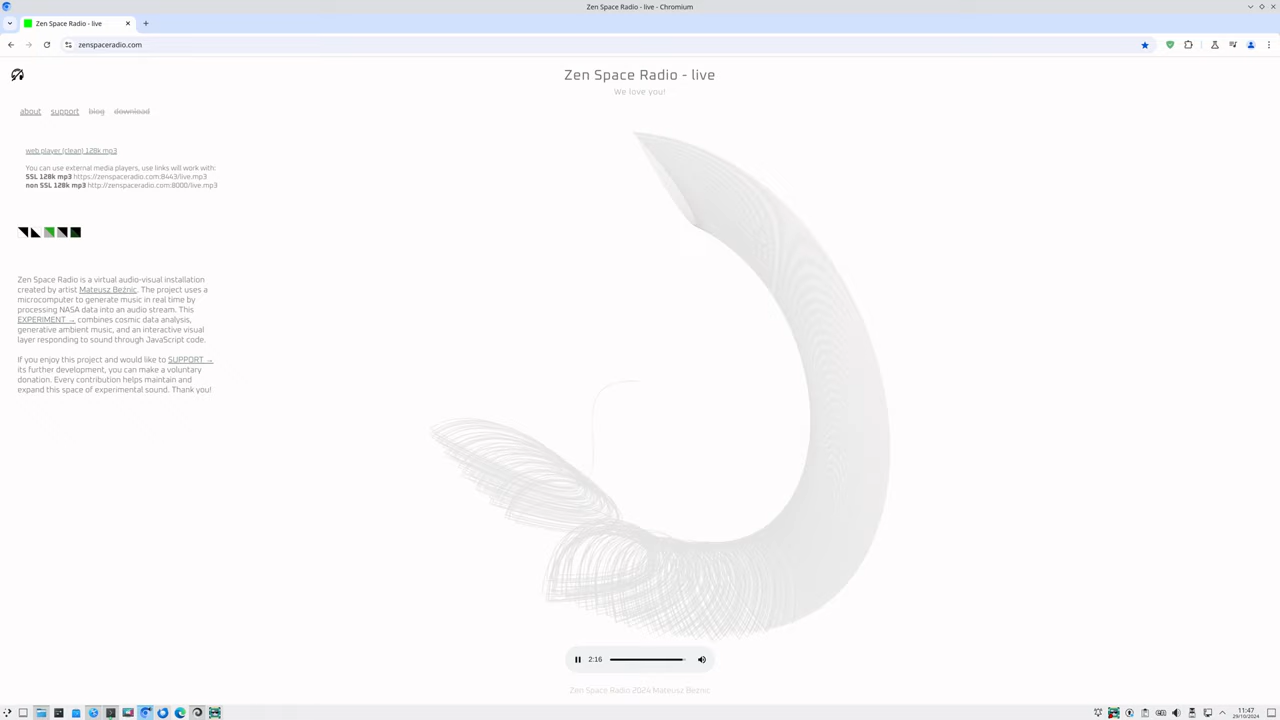 Zen Space Radio - live - Chromium
Zen Space Radio - live
zenspaceradio.com
Zen Space Radio - live
We love you!
about support blog download
web player (clean) 128k mp3
You can use external media players, use links will work with:
SSL 128k mp3 https://zenspaceradio.com:8443/live.mp3
non SSL 128k mp3 http://zenspaceradio.com:8000/live.mp3
Zen Space Radio is a virtual audio-visual installation
created by artist Mateusz Beżnic. The project uses a
microcomputer to generate music in real time by
processing NASA data into an audio stream. This
EXPERIMENT → combines cosmic data analysis,
generative ambient music, and an interactive visual
layer responding to sound through JavaScript code.
If you enjoy this project and would like to SUPPORT →
its further development, you can make a voluntary
donation. Every contribution helps maintain and
expand this space of experimental sound. Thank you!
2:16
Zen Space Radio 2024 Mateusz Beżnic
11:47
29/10/2024